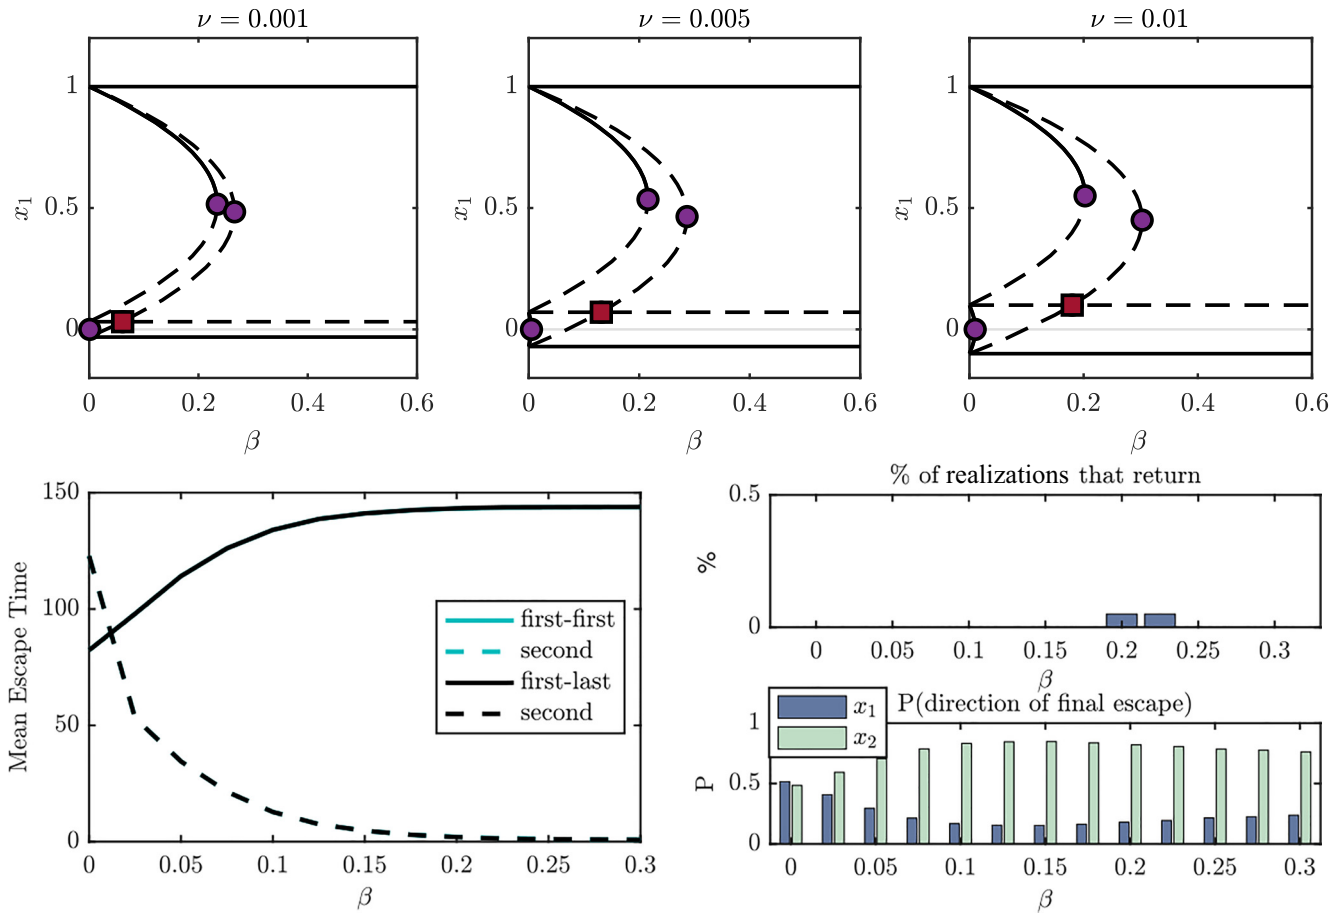 ν = 0.001
1
0.5
0
x₁
0
0.2
0.4
0.6
β
ν = 0.005
1
0.5
0
x₁
0
0.2
0.4
0.6
β
ν = 0.01
1
0.5
0
x₁
0
0.2
0.4
0.6
β
150
100
50
0
Mean Escape Time
first-first
second
first-last
second
0
0.05
0.1
0.15
0.2
0.25
0.3
β
% of realizations that return
0.5
0
%
0
0.05
0.1
0.15
0.2
0.25
0.3
β
P(direction of final escape)
x₁
x₂
1
0.5
0
P
0
0.05
0.1
0.15
0.2
0.25
0.3
β